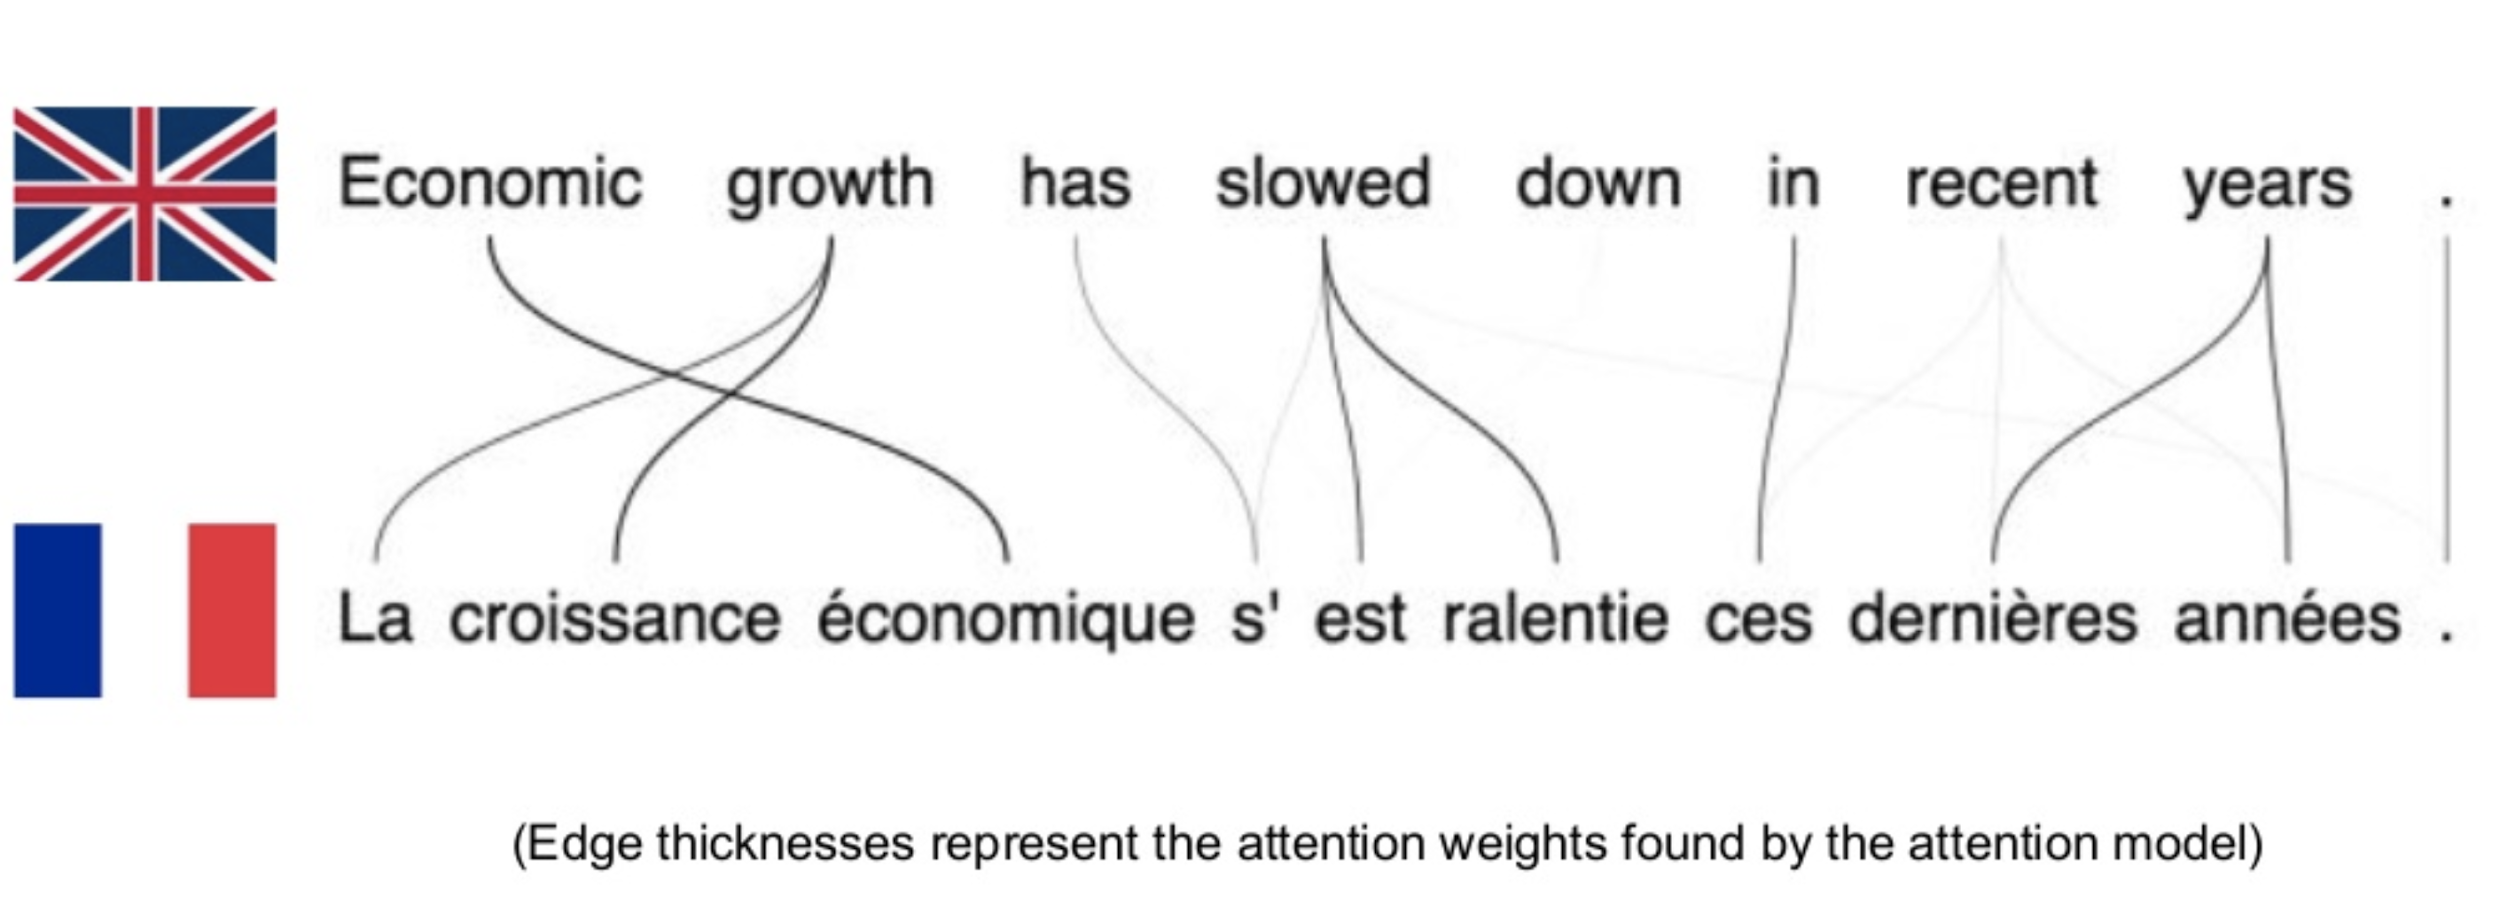 Economic growth has slowed down in recent years .
La croissance économique s' est ralentie ces dernières années .
(Edge thicknesses represent the attention weights found by the attention model)